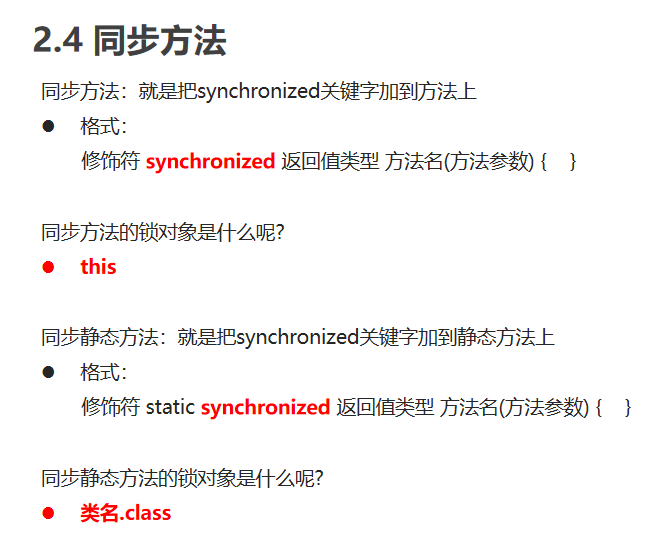 2.4 同步方法
同步方法：就是把synchronized关键字加到方法上
● 格式：
修饰符 synchronized 返回值类型 方法名(方法参数) { }
同步方法的锁对象是什么呢?
● this
同步静态方法：就是把synchronized关键字加到静态方法上
● 格式：
修饰符 static synchronized 返回值类型 方法名(方法参数) { }
同步静态方法的锁对象是什么呢?
● 类名.class